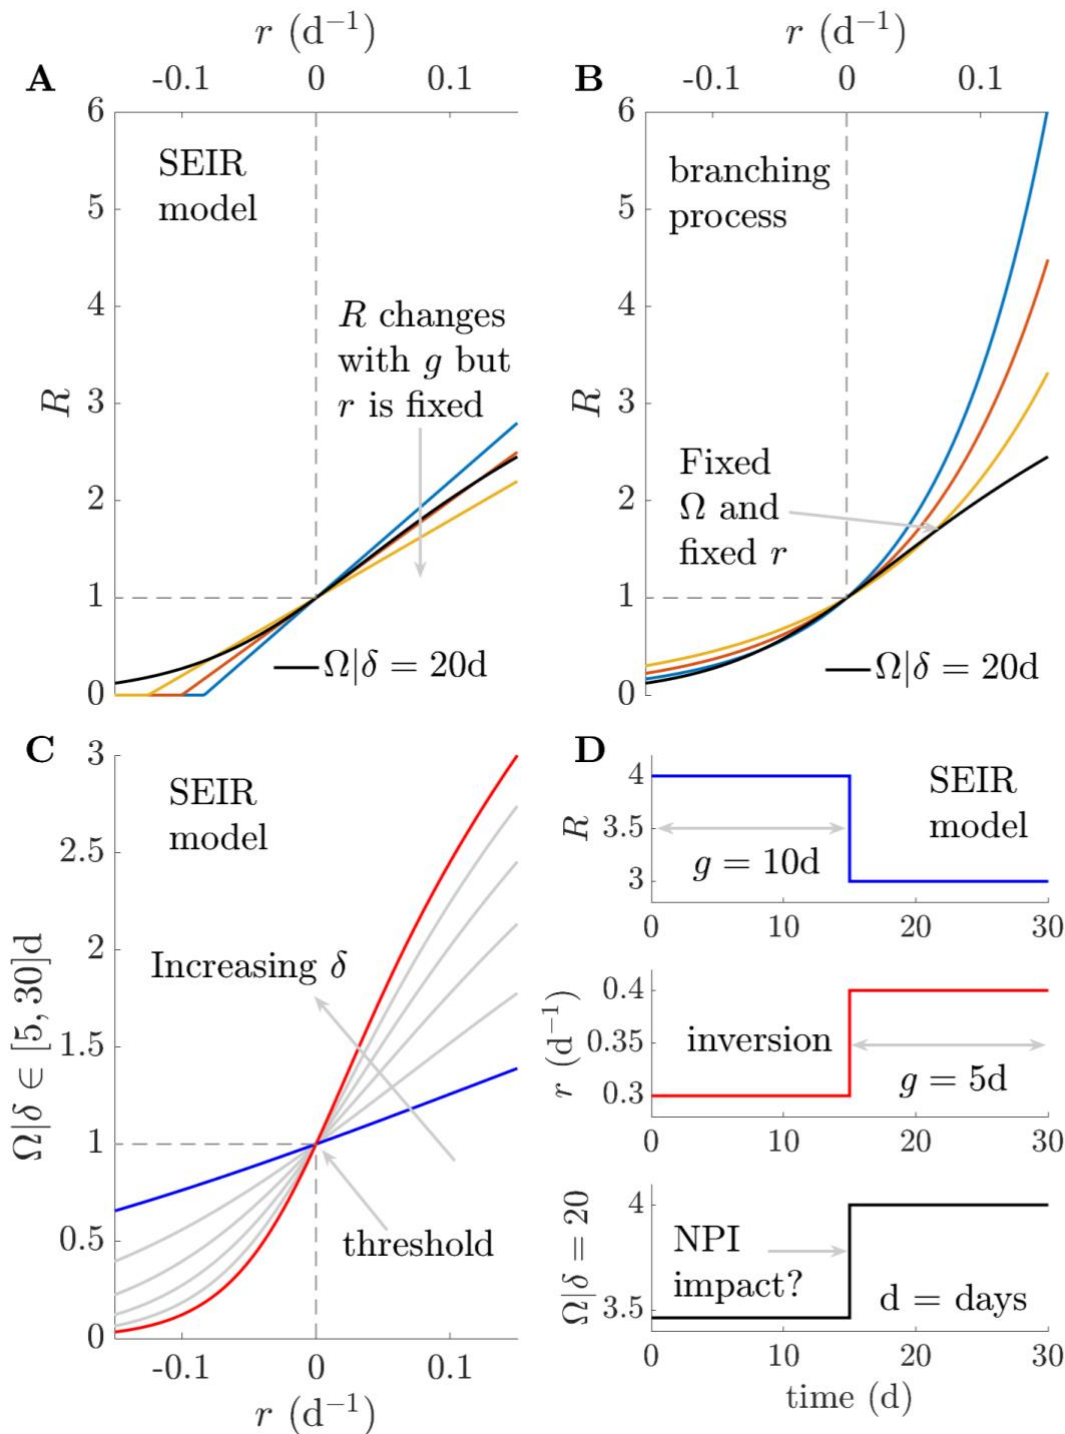 A
r (d⁻¹)
-0.1 0 0.1
6
5
4
3
2
1
0
R
SEIR
model
R changes
with g but
r is fixed
Ω|δ = 20d
B
r (d⁻¹)
-0.1 0 0.1
6
5
4
3
2
1
0
R
branching
process
Fixed
Ω and
fixed r
Ω|δ = 20d
C
3
2.5
2
1.5
1
0.5
0
Ω|δ ∈ [5, 30]d
SEIR
model
Increasing δ
threshold
-0.1 0 0.1
r (d⁻¹)
D
4
3.5
3
R
SEIR
model
g = 10d
0 10 20 30
0.4
0.35
0.3
r (d⁻¹)
inversion
g = 5d
0 10 20 30
4
3.5
Ω|δ = 20
NPI
impact?
d = days
0 10 20 30
time (d)